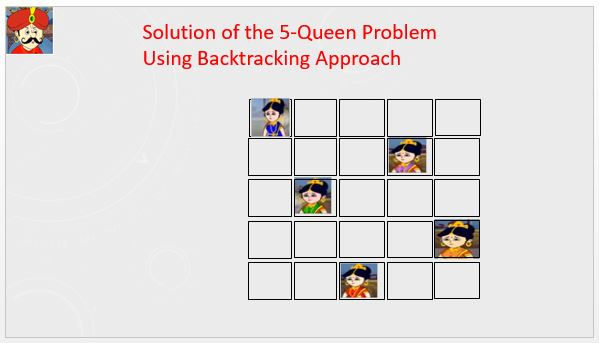 Solution of the 5-Queen Problem
Using Backtracking Approach